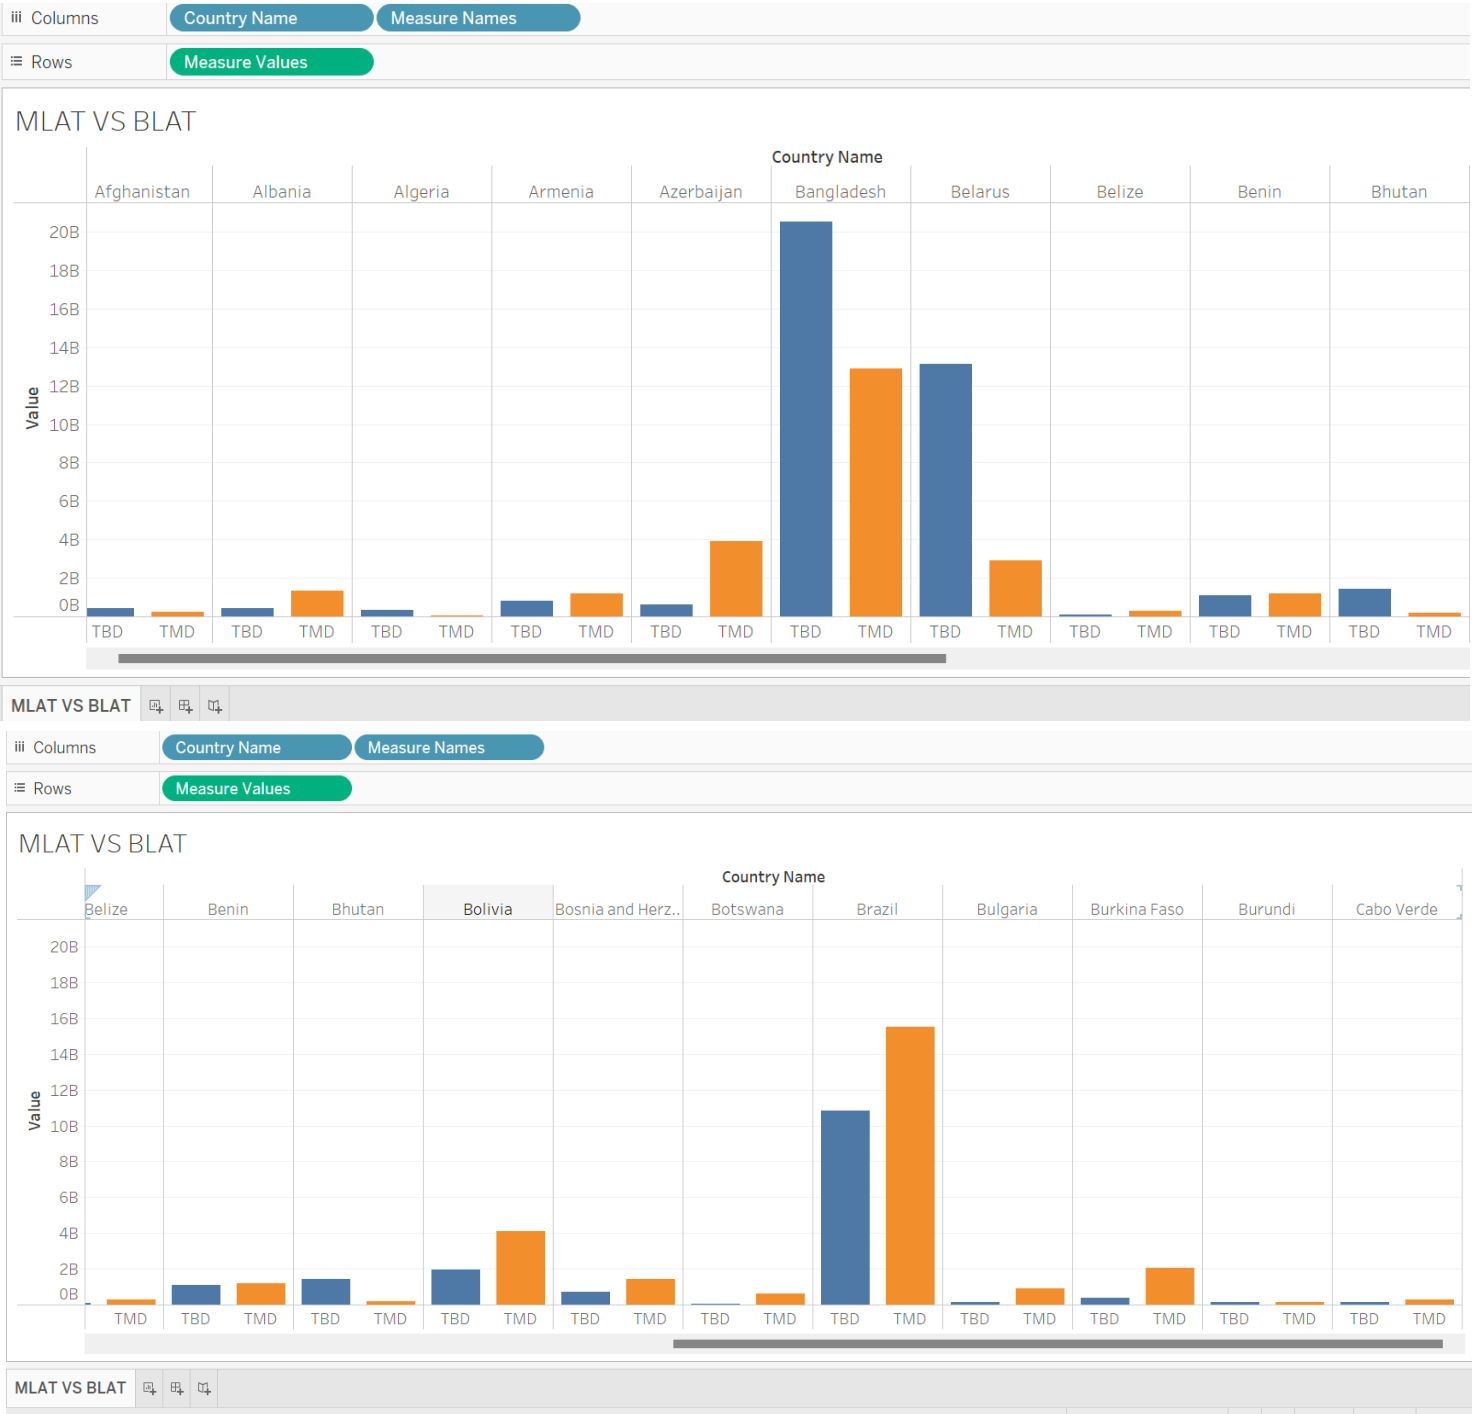 Columns Country Name Measure Names
Rows Measure Values
MLAT VS BLAT
Country Name
Afghanistan Albania Algeria Armenia Azerbaijan Bangladesh Belarus Belize Benin Bhutan
20B
18B
16B
14B
12B
10B
8B
6B
4B
2B
0B
Value
TBD TMD TBD TMD TBD TMD TBD TMD TBD TMD TBD TMD TBD TMD TBD TMD TBD TMD TBD TMD
MLAT VS BLAT
Columns Country Name Measure Names
Rows Measure Values
MLAT VS BLAT
Country Name
Belize Benin Bhutan Bolivia Bosnia and Herz.. Botswana Brazil Bulgaria Burkina Faso Burundi Cabo Verde
20B
18B
16B
14B
12B
10B
8B
6B
4B
2B
0B
Value
TMD TBD TMD TBD TMD TBD TMD TBD TMD TBD TMD TBD TMD TBD TMD TBD TMD TBD TMD TBD TMD
MLAT VS BLAT